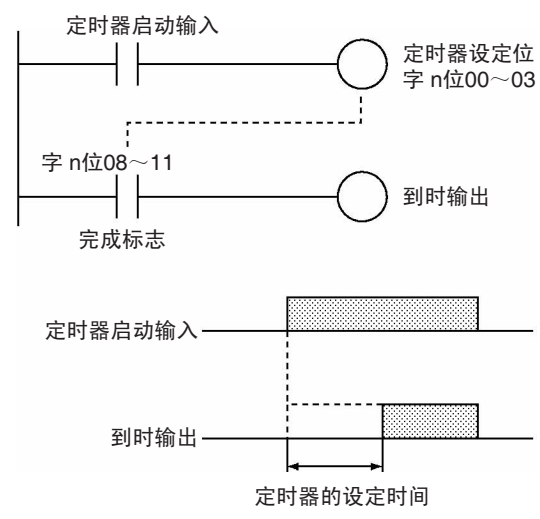 定时器启动输入
定时器设定位
字 n位00～03
字 n位08～11
到时输出
完成标志
定时器启动输入
到时输出
定时器的设定时间